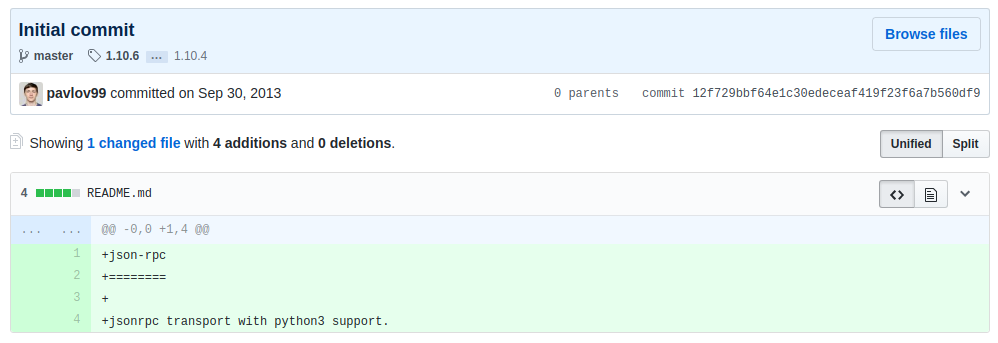 Initial commit
Browse files
master 1.10.6 … 1.10.4
pavlov99 committed on Sep 30, 2013 0 parents commit 12f729bbf64e1c30edeceaf419f23f6a7b560df9
Showing 1 changed file with 4 additions and 0 deletions. Unified Split
4 README.md <>
... ... @@ -0,0 +1,4 @@
1 +json-rpc
2 +========
3 +
4 +jsonrpc transport with python3 support.